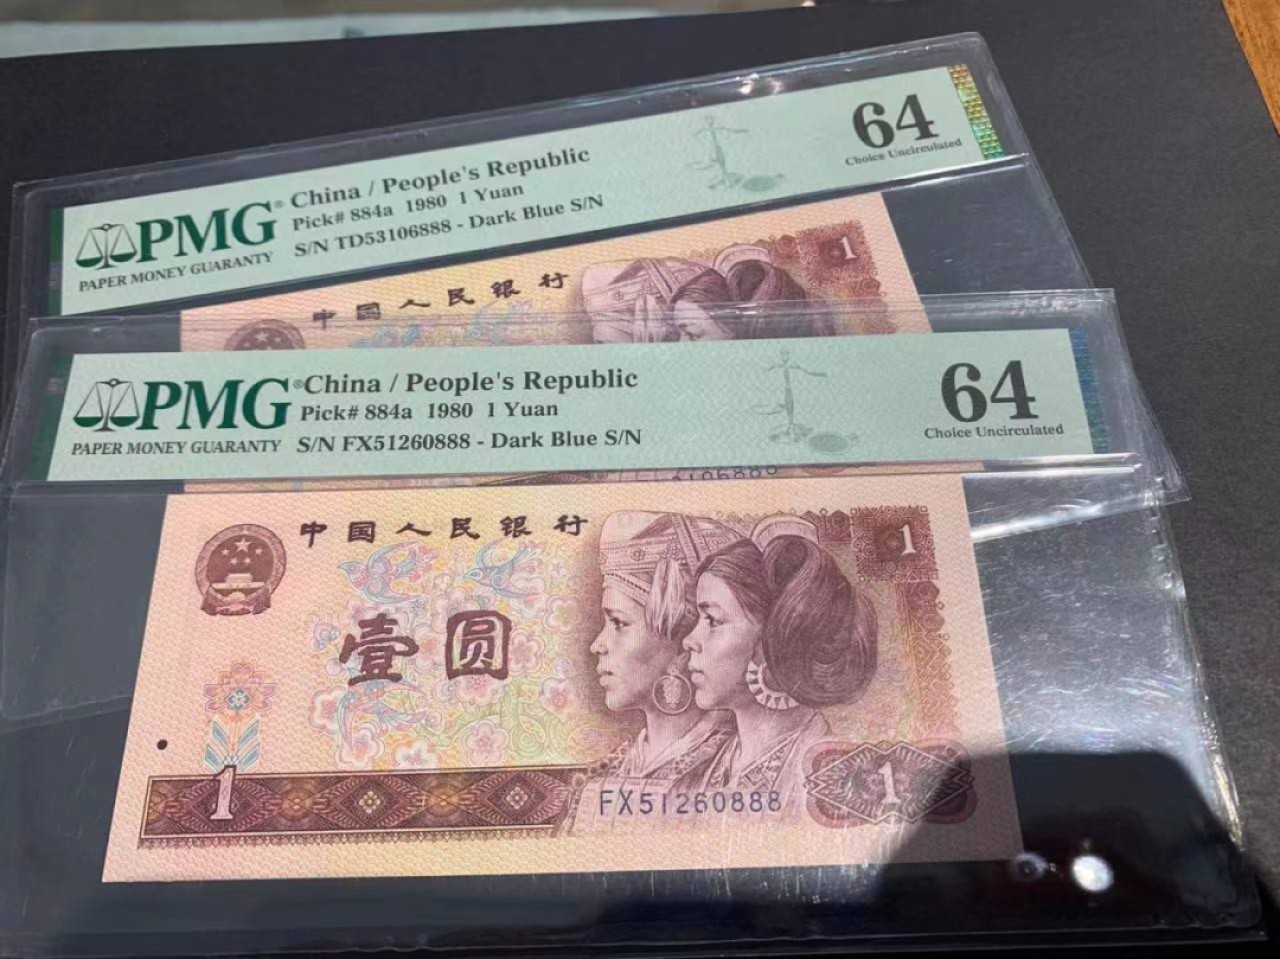 PMG®
PAPER MONEY GUARANTY
China / People's Republic
Pick# 884a 1980 1 Yuan
S/N TD53106888 - Dark Blue S/N
64
Choice Uncirculated
中国人民银行
1
PMG®
PAPER MONEY GUARANTY
China / People's Republic
Pick# 884a 1980 1 Yuan
S/N FX51260888 - Dark Blue S/N
64
Choice Uncirculated
中国人民银行
1
壹圆
1
FX51260888
1